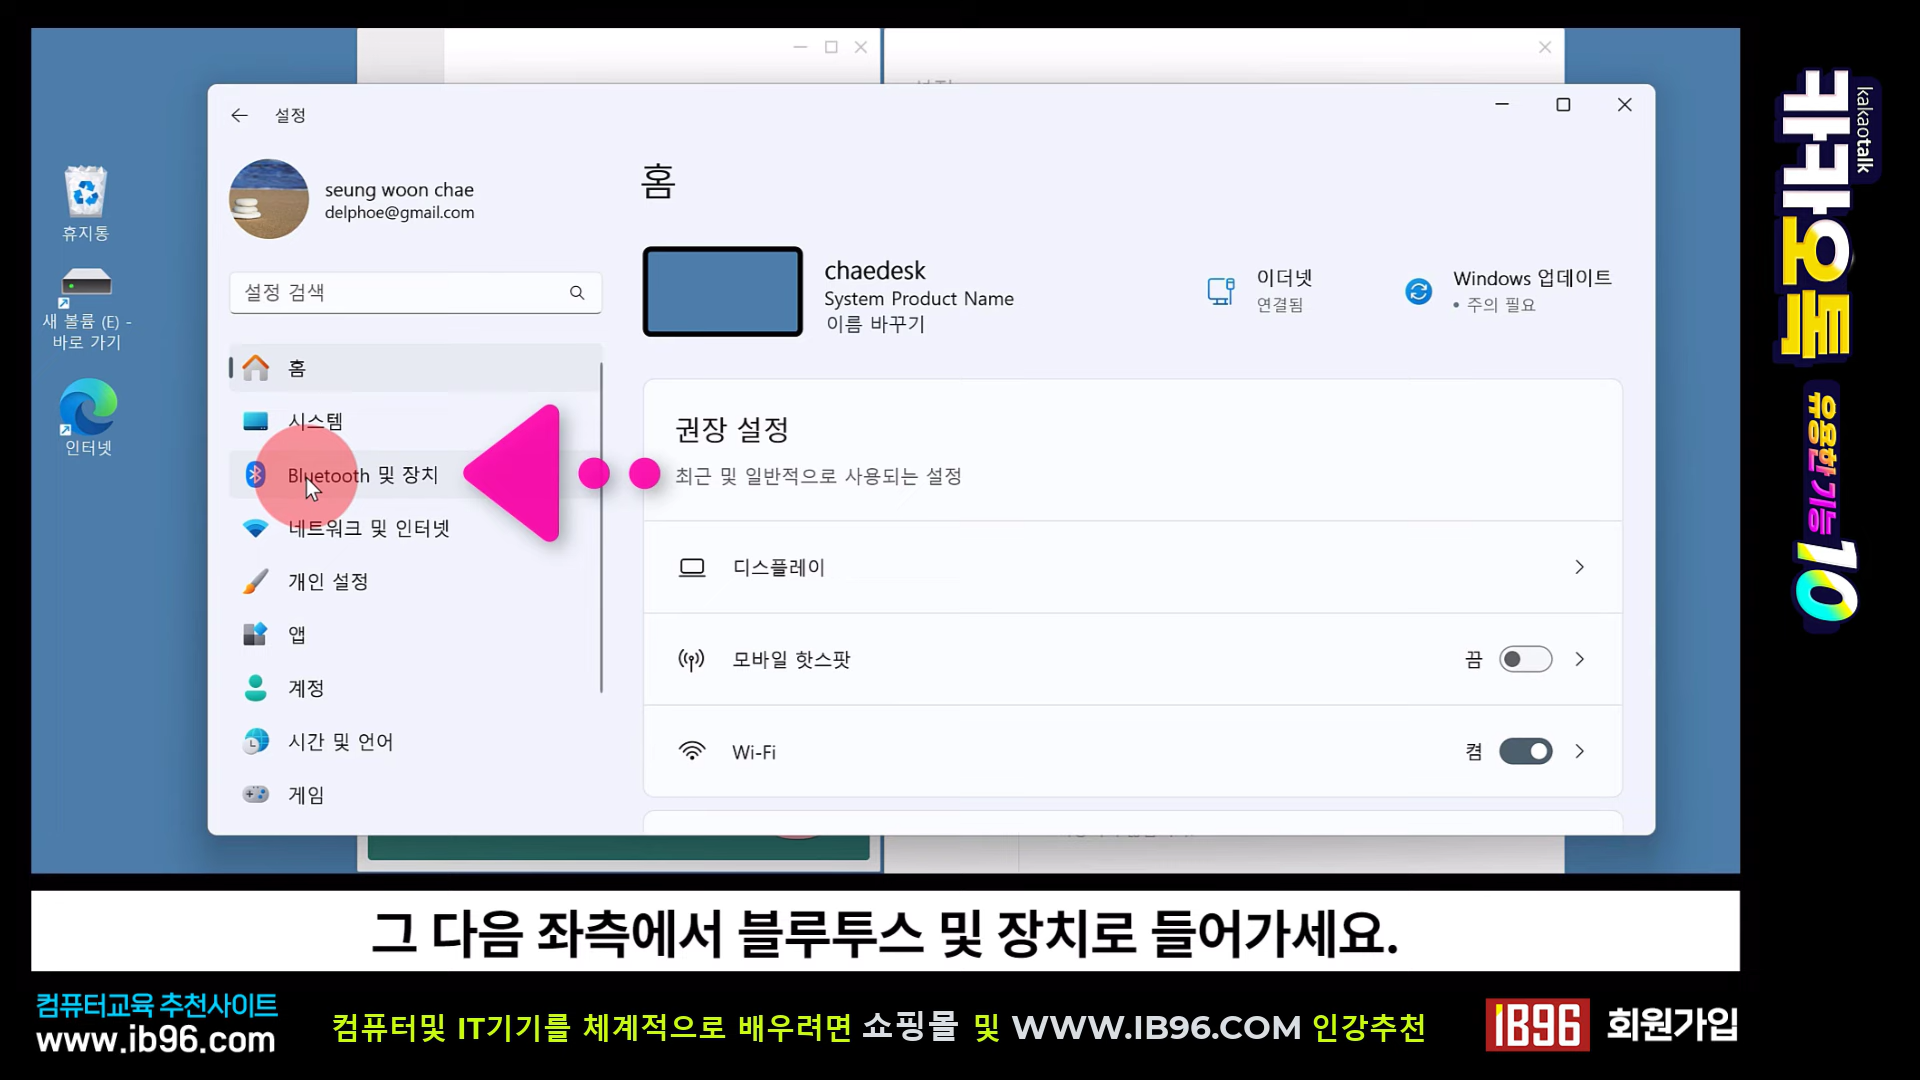 설정
seung woon chae
delphoe@gmail.com
설정 검색
홈
시스템
Bluetooth 및 장치
네트워크 및 인터넷
개인 설정
앱
계정
시간 및 언어
게임
홈
chaedesk
System Product Name
이름 바꾸기
이더넷
연결됨
Windows 업데이트
• 주의 필요
권장 설정
최근 및 일반적으로 사용되는 설정
디스플레이
모바일 핫스팟
끔
Wi-Fi
켬
휴지통
새 볼륨 (E) -
바로 가기
인터넷
kakaotalk
카카오톡
유용한 기능
10
그 다음 좌측에서 블루투스 및 장치로 들어가세요.
컴퓨터교육 추천사이트
www.ib96.com
컴퓨터및 IT기기를 체계적으로 배우려면 쇼핑몰 및 WWW.IB96.COM 인강추천
IB96 회원가입